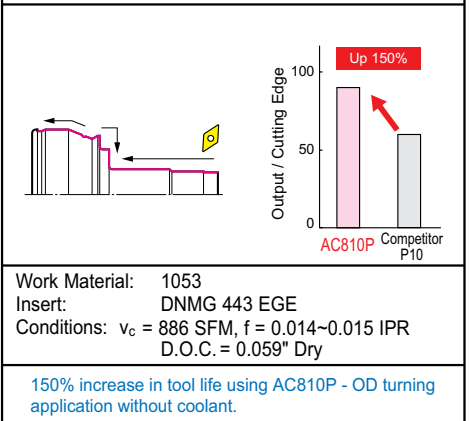 Up 150%
Output / Cutting Edge
100
50
0
AC810P
Competitor
P10
Work Material: 1053
Insert: DNMG 443 EGE
Conditions: vc = 886 SFM, f = 0.014~0.015 IPR
D.O.C. = 0.059" Dry
150% increase in tool life using AC810P - OD turning
application without coolant.